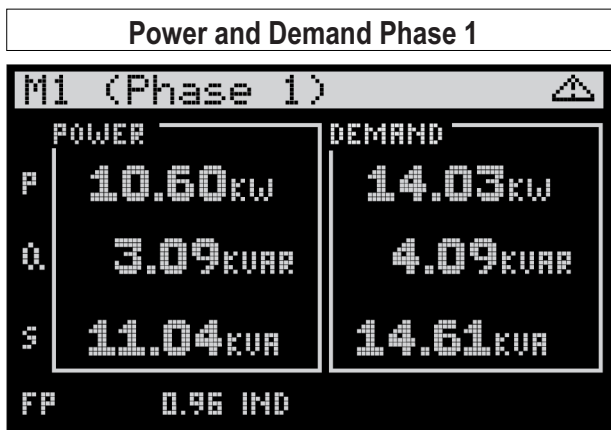 Power and Demand Phase 1
M1 (Phase 1)
POWER DEMAND
P 10.60KW 14.03KW
Q 3.09KVAR 4.09KVAR
S 11.04KVA 14.61KVA
FP 0.96 IND